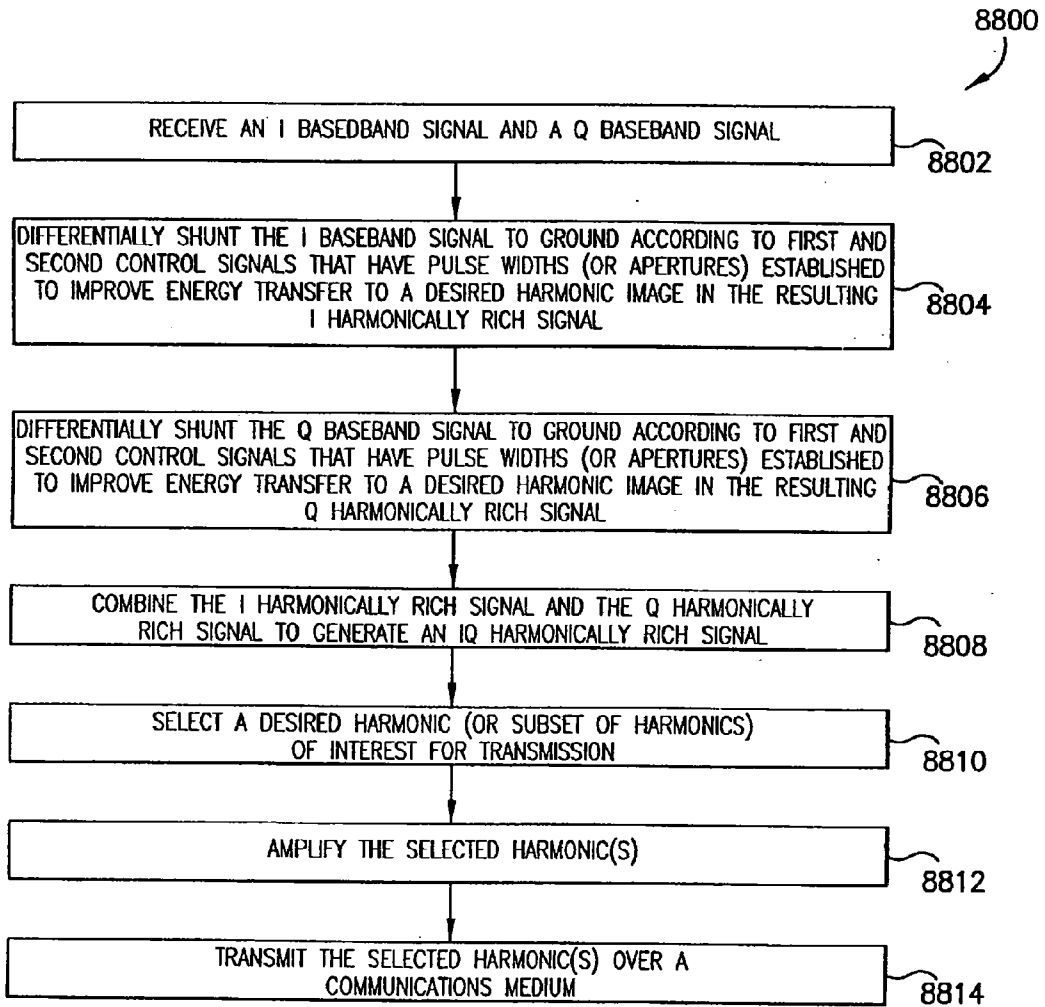 8800
RECEIVE AN I BASEDBAND SIGNAL AND A Q BASEBAND SIGNAL
8802
DIFFERENTIALLY SHUNT THE I BASEBAND SIGNAL TO GROUND ACCORDING TO FIRST AND
SECOND CONTROL SIGNALS THAT HAVE PULSE WIDTHS (OR APERTURES) ESTABLISHED
TO IMPROVE ENERGY TRANSFER TO A DESIRED HARMONIC IMAGE IN THE RESULTING
I HARMONICALLY RICH SIGNAL
8804
DIFFERENTIALLY SHUNT THE Q BASEBAND SIGNAL TO GROUND ACCORDING TO FIRST AND
SECOND CONTROL SIGNALS THAT HAVE PULSE WIDTHS (OR APERTURES) ESTABLISHED
TO IMPROVE ENERGY TRANSFER TO A DESIRED HARMONIC IMAGE IN THE RESULTING
Q HARMONICALLY RICH SIGNAL
8806
COMBINE THE I HARMONICALLY RICH SIGNAL AND THE Q HARMONICALLY
RICH SIGNAL TO GENERATE AN IQ HARMONICALLY RICH SIGNAL
8808
SELECT A DESIRED HARMONIC (OR SUBSET OF HARMONICS)
OF INTEREST FOR TRANSMISSION
8810
AMPLIFY THE SELECTED HARMONIC(S)
8812
TRANSMIT THE SELECTED HARMONIC(S) OVER A
COMMUNICATIONS MEDIUM
8814